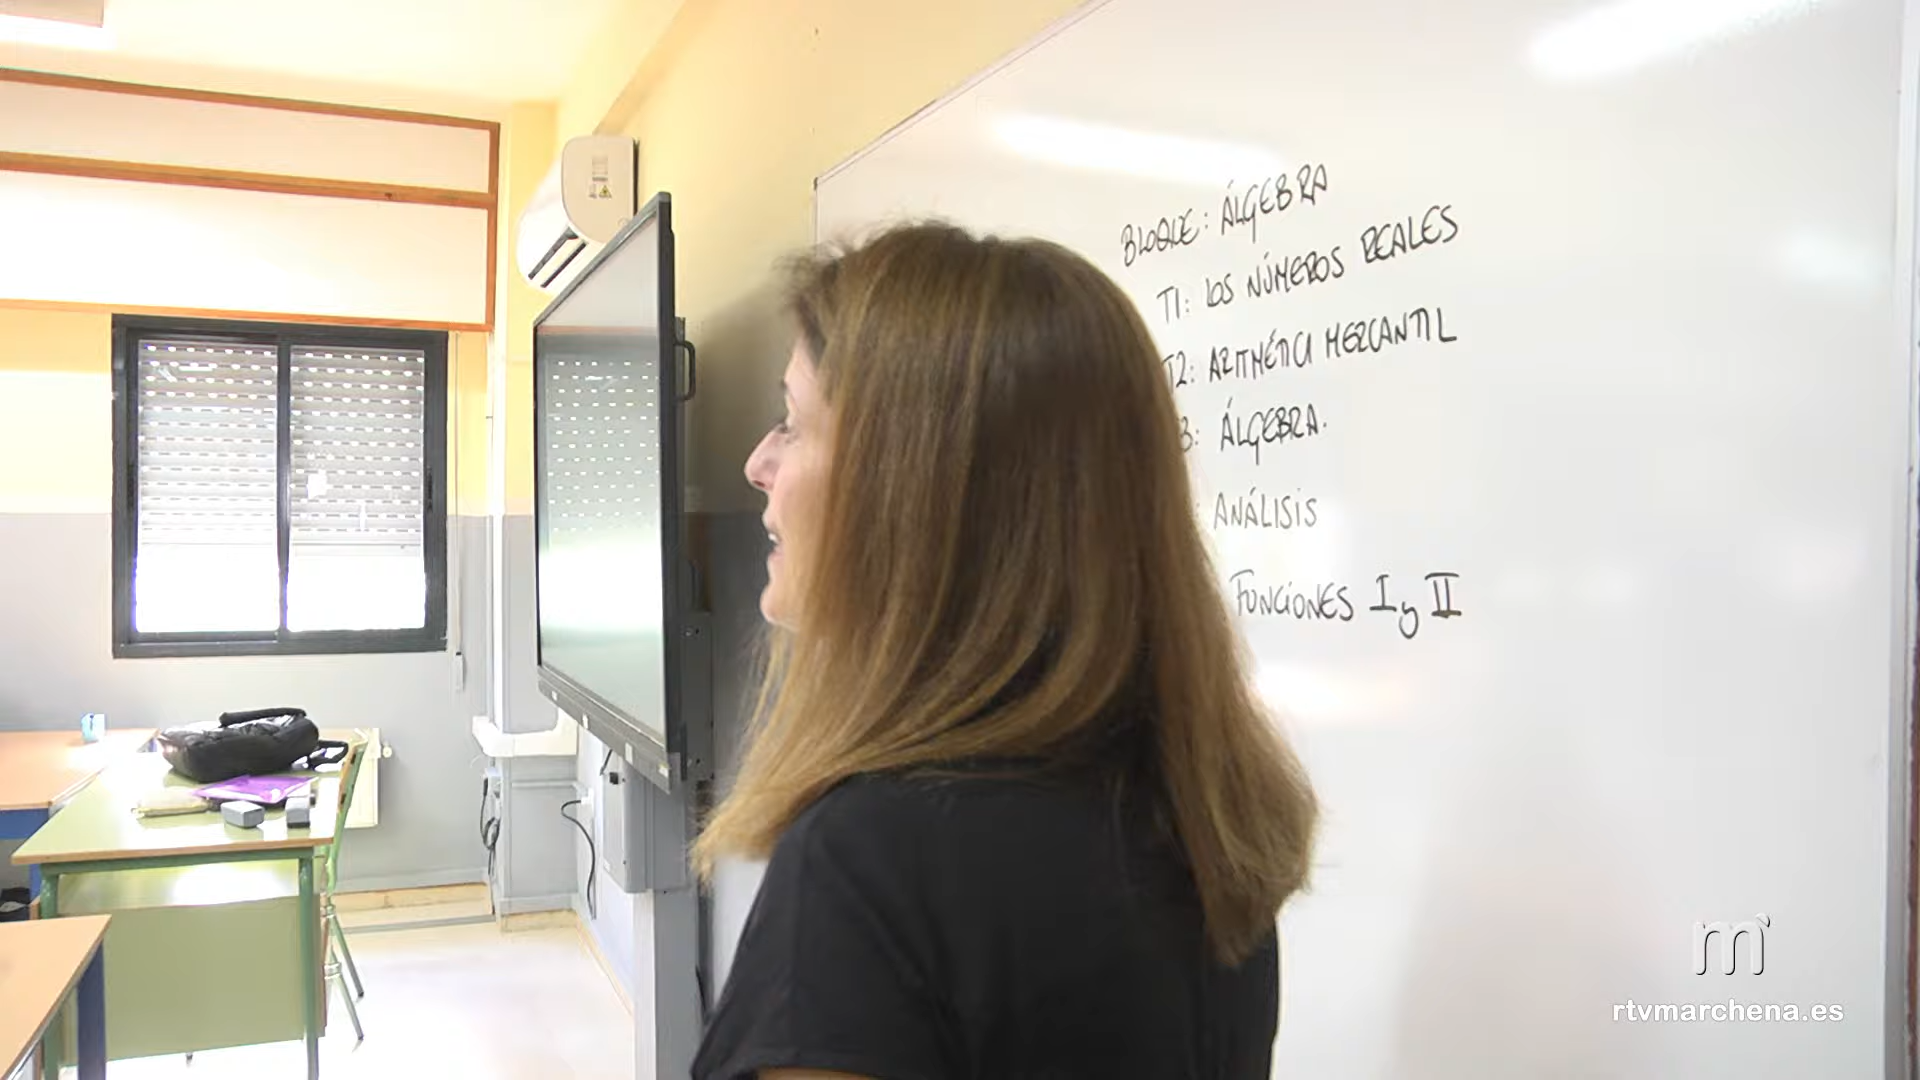 BLOQUE: ÁLGEBRA
T1: LOS NÚMEROS REALES
T2: ARITMÉTICA MERCANTIL
3: ÁLGEBRA.
: ANÁLISIS
FUNCIONES I y II
m
rtvmarchena.es